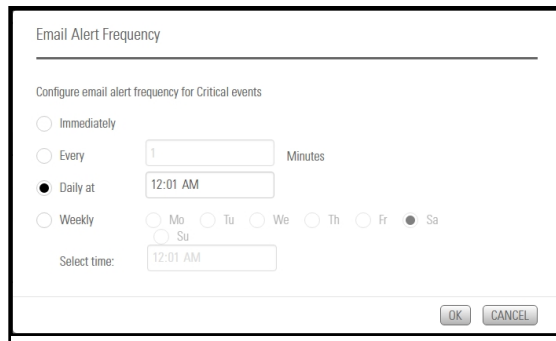 Email Alert Frequency
Configure email alert frequency for Critical events
Immediately
Every 1 Minutes
Daily at 12:01 AM
Weekly Mo Tu We Th Fr Sa
Su
Select time: 12:01 AM
OK CANCEL